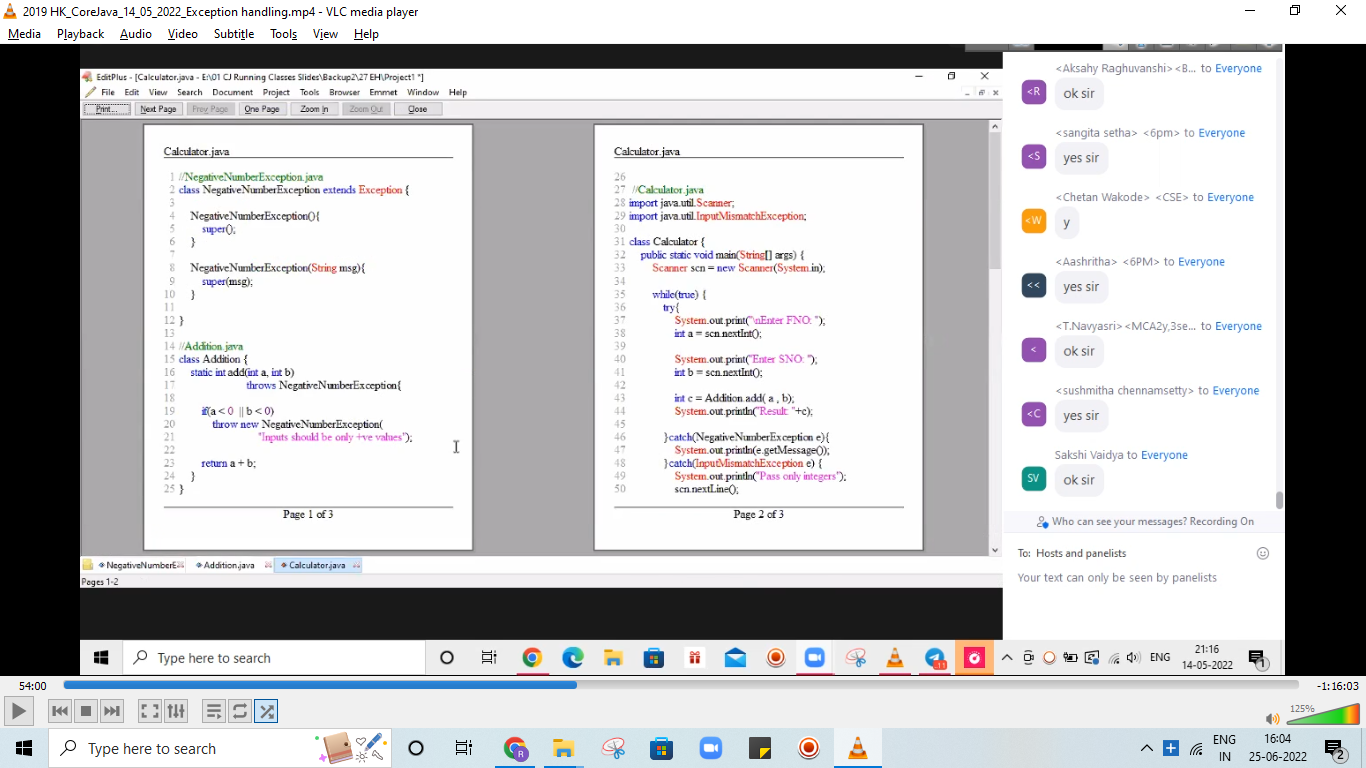 2019 HK_CoreJava_14_05_2022_Exception handling.mp4 - VLC media player
Media Playback Audio Video Subtitle Tools View Help
EditPlus - [Calculator.java - E:\01 CJ Running Classes Slides\Backup2\27 EH\Project1 *]
File Edit View Search Document Project Tools Browser Emmet Window Help
Print... Next Page Prev Page One Page Zoom In Zoom Out Close
Calculator.java
1 //NegativeNumberException.java
2 class NegativeNumberException extends Exception {
3
4 NegativeNumberException(){
5 super();
6 }
7
8 NegativeNumberException(String msg){
9 super(msg);
10 }
11
12 }
13
14 //Addition.java
15 class Addition {
16 static int add(int a, int b)
17 throws NegativeNumberException{
18
19 if(a < 0 || b < 0)
20 throw new NegativeNumberException(
21 "Inputs should be only +ve values");
22
23 return a + b;
24 }
25 }
Page 1 of 3
Calculator.java
26
27 //Calculator.java
28 import java.util.Scanner;
29 import java.util.InputMismatchException;
30
31 class Calculator {
32 public static void main(String[] args) {
33 Scanner scn = new Scanner(System.in);
34
35 while(true) {
36 try{
37 System.out.print("\nEnter FNO: ");
38 int a = scn.nextInt();
39
40 System.out.print("Enter SNO: ");
41 int b = scn.nextInt();
42
43 int c = Addition.add( a , b);
44 System.out.println("Result: "+c);
45
46 }catch(NegativeNumberException e){
47 System.out.println(e.getMessage());
48 }catch(InputMismatchException e) {
49 System.out.println("Pass only integers");
50 scn.nextLine();
Page 2 of 3
NegativeNumberE Addition.java Calculator.java
Pages 1-2
<Aksahy Raghuvanshi> <B... to Everyone
<R
ok sir
<sangita setha> <6pm> to Everyone
<S
yes sir
<Chetan Wakode> <CSE> to Everyone
<W
y
<Aashritha> <6PM> to Everyone
<<
yes sir
<T.Navyasri> <MCA2y,3se... to Everyone
<
ok sir
<sushmitha chennamsetty> to Everyone
<C
yes sir
Sakshi Vaidya to Everyone
SV
ok sir
Who can see your messages? Recording On
To: Hosts and panelists
Your text can only be seen by panelists
Type here to search
11
ENG
21:16
14-05-2022
1
54:00
-1:16:03
125%
Type here to search
R
ENG
IN
16:04
25-06-2022
2